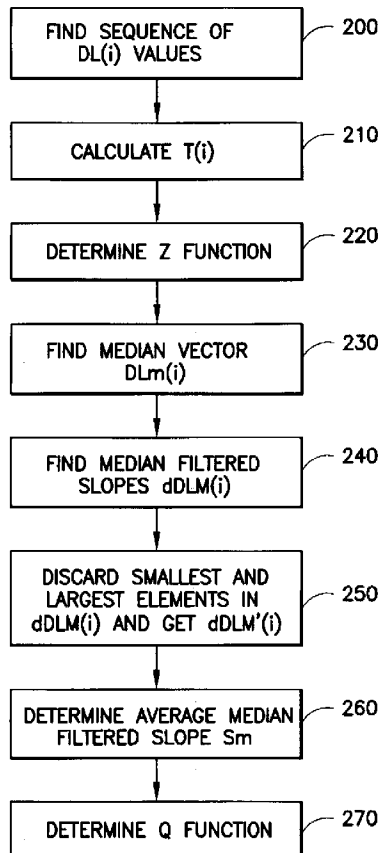 FIND SEQUENCE OF
DL(i) VALUES
200
CALCULATE T(i)
210
DETERMINE Z FUNCTION
220
FIND MEDIAN VECTOR
DLm(i)
230
FIND MEDIAN FILTERED
SLOPES dDLM(i)
240
DISCARD SMALLEST AND
LARGEST ELEMENTS IN
dDLM(i) AND GET dDLM'(i)
250
DETERMINE AVERAGE MEDIAN
FILTERED SLOPE Sm
260
DETERMINE Q FUNCTION
270